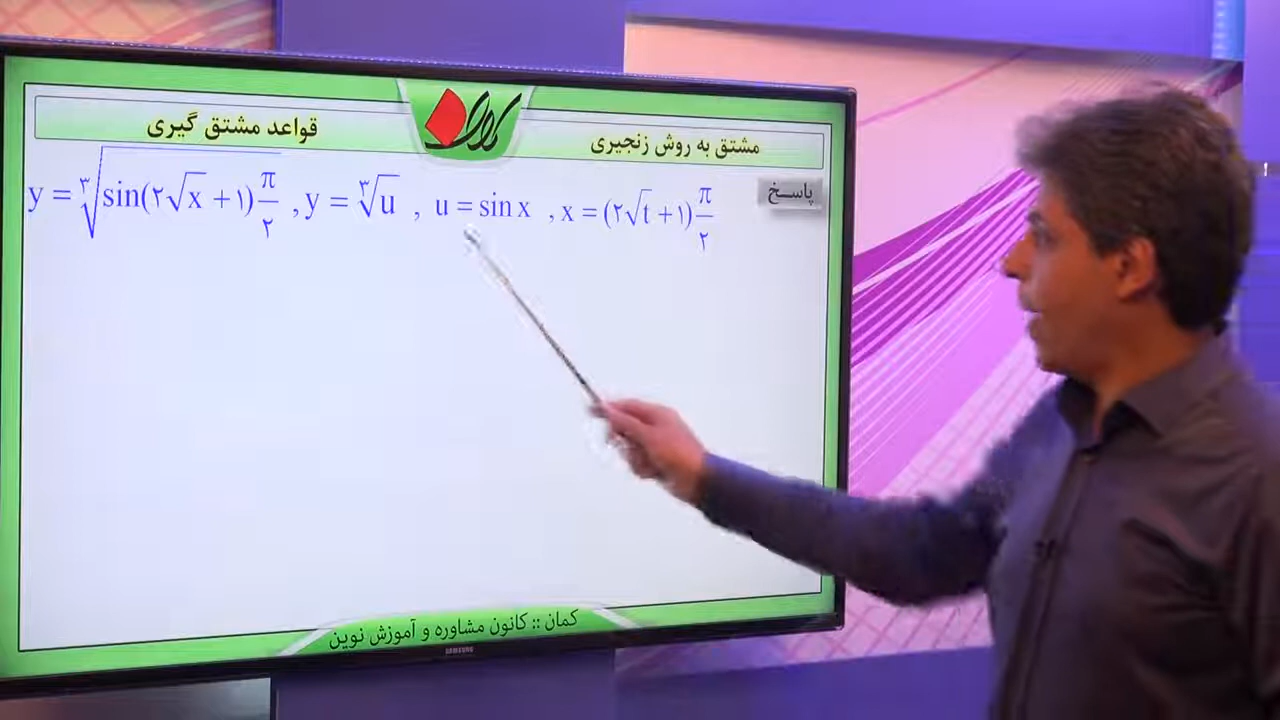 مشتق به روش زنجیری
قواعد مشتق گیری
پاسخ
y = ∛(sin(۲√x + ۱) π/۲) , y = ∛u , u = sin x , x = (۲√t + ۱) π/۲
کمان :: کانون مشاوره و آموزش نوین
SAMSUNG